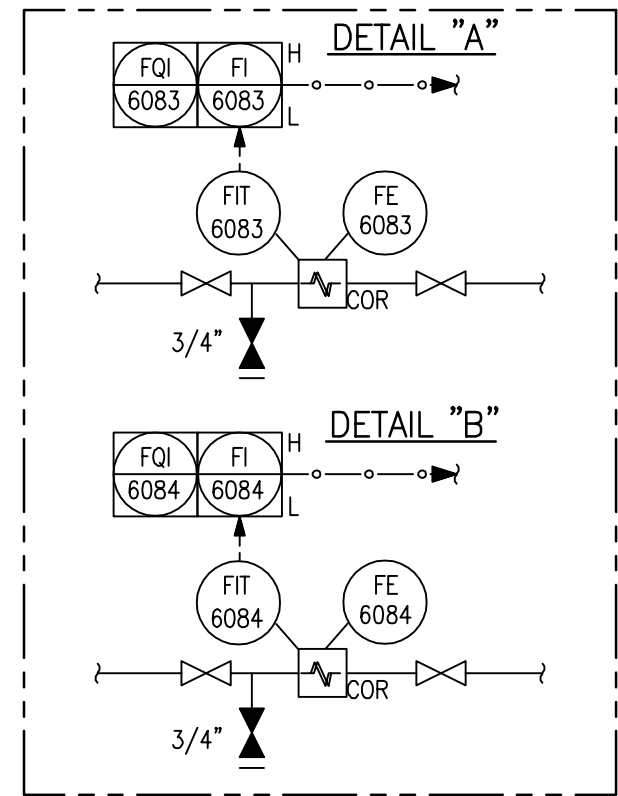 DETAIL "A"
FQI FI H
6083 6083 L
FIT FE
6083 6083
COR
3/4"
DETAIL "B"
FQI FI H
6084 6084 L
FIT FE
6084 6084
COR
3/4"